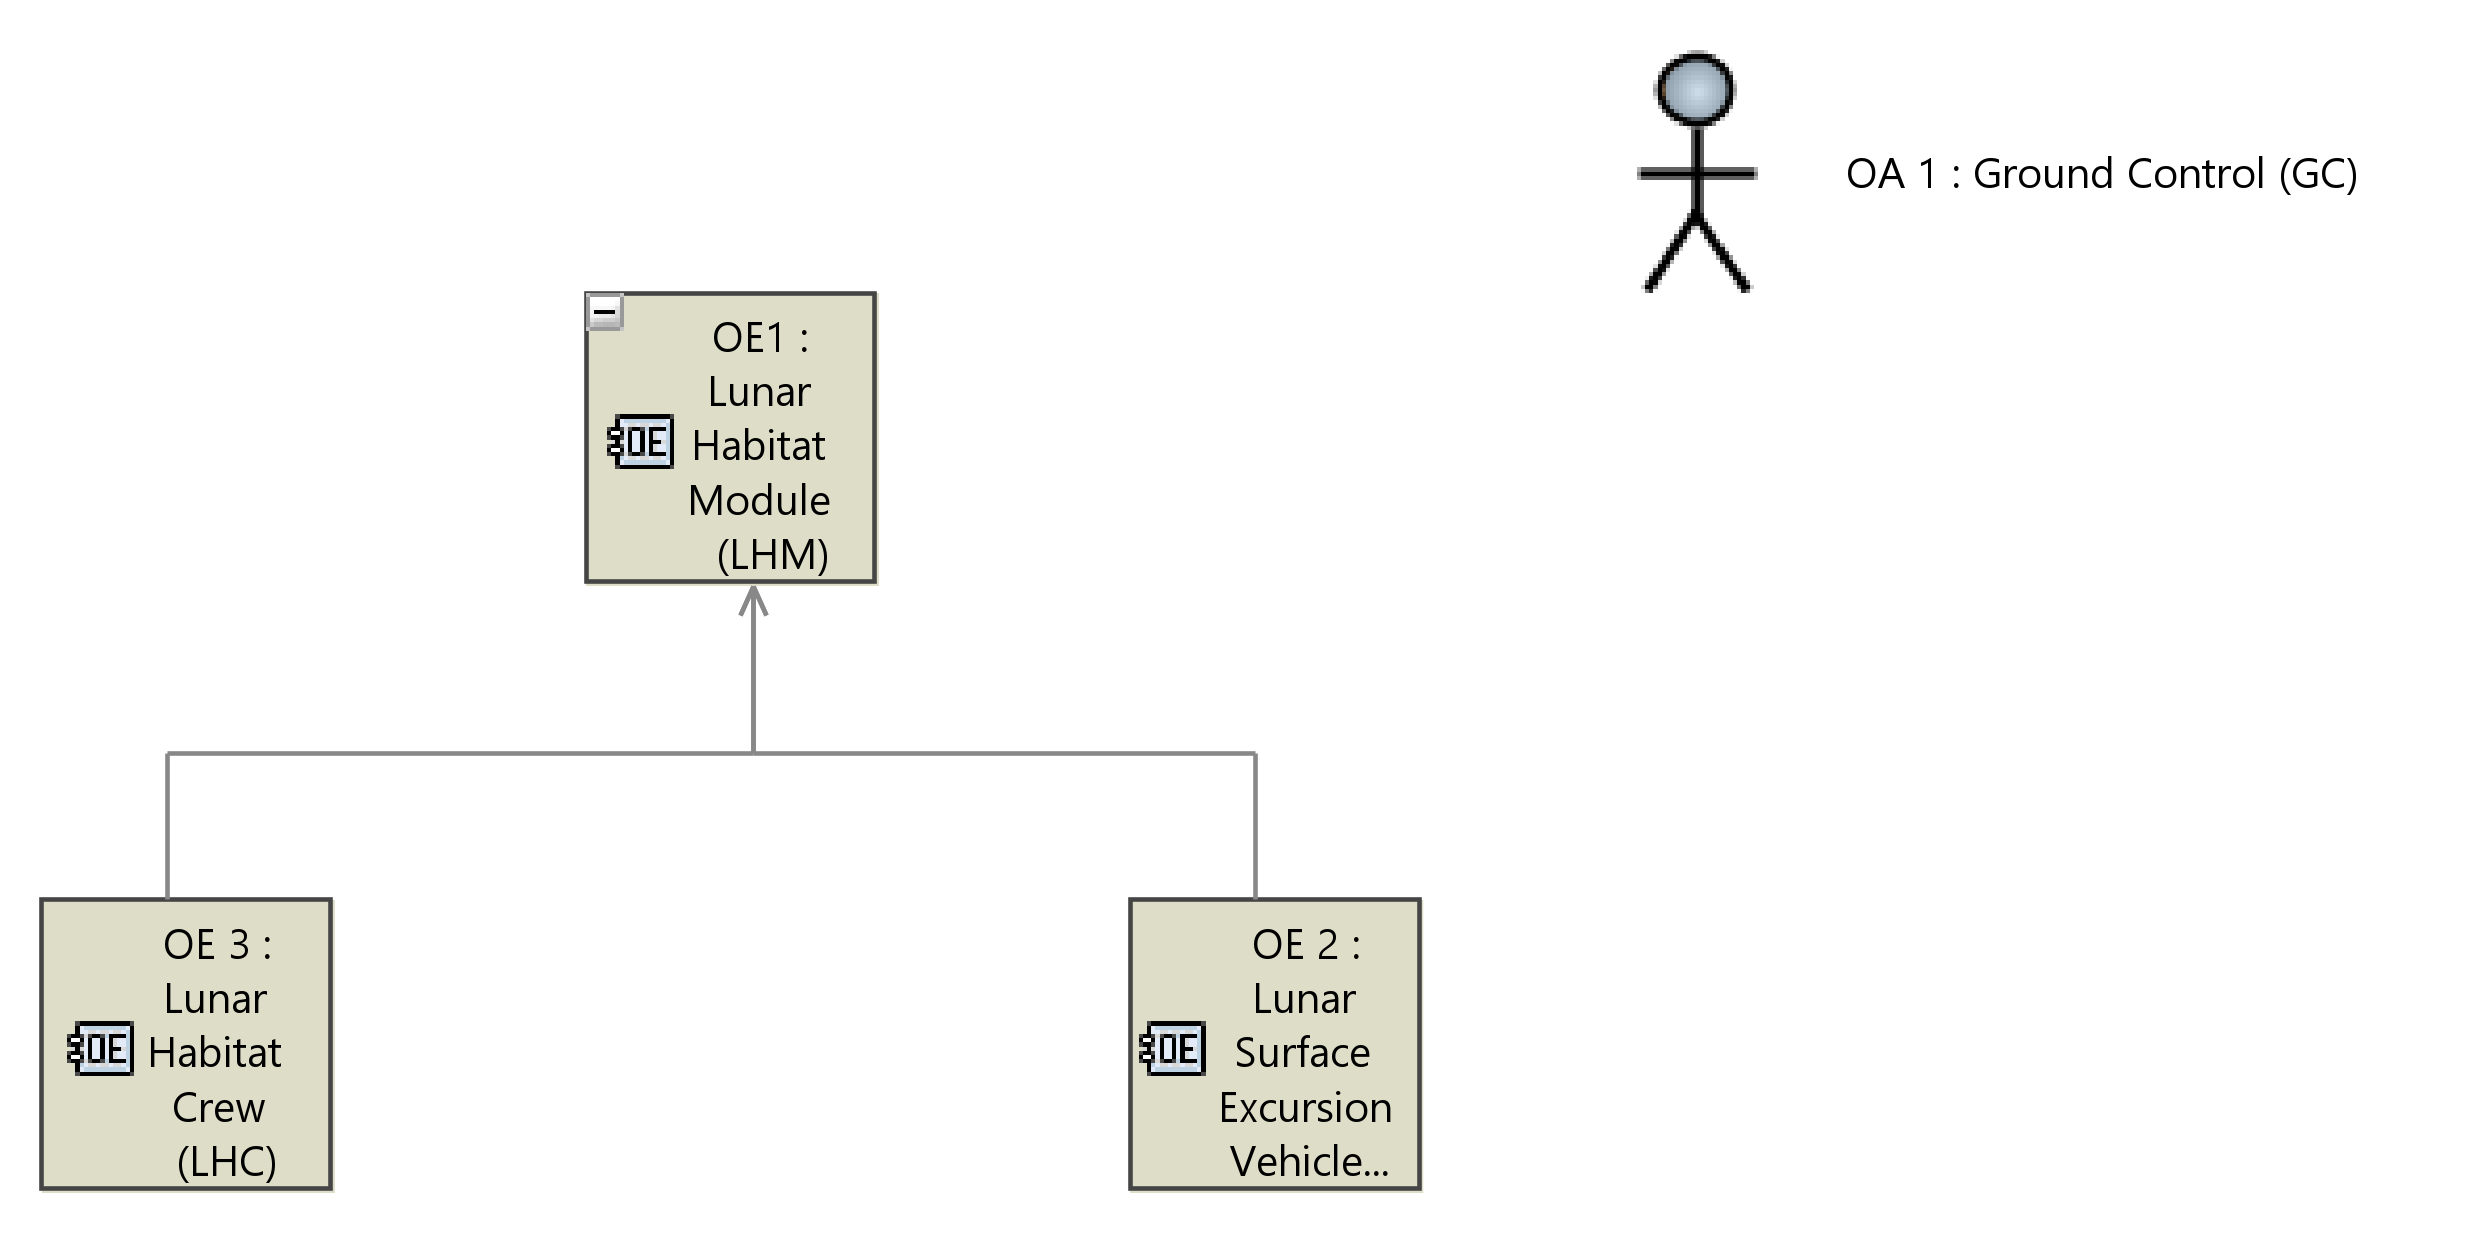 OA 1 : Ground Control (GC)
OE1 :
Lunar
Habitat
Module
(LHM)
OE
OE 3 :
Lunar
Habitat
Crew
(LHC)
OE
OE 2 :
Lunar
Surface
Excursion
Vehicle...
OE